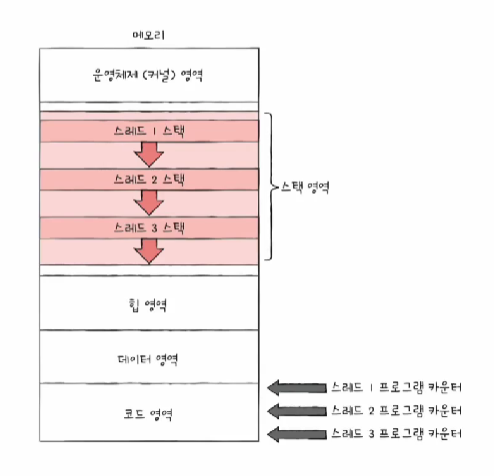 메모리
운영체제 (커널) 영역
스레드 1 스택
스레드 2 스택
스레드 3 스택
스택 영역
힙 영역
데이터 영역
코드 영역
스레드 1 프로그램 카운터
스레드 2 프로그램 카운터
스레드 3 프로그램 카운터